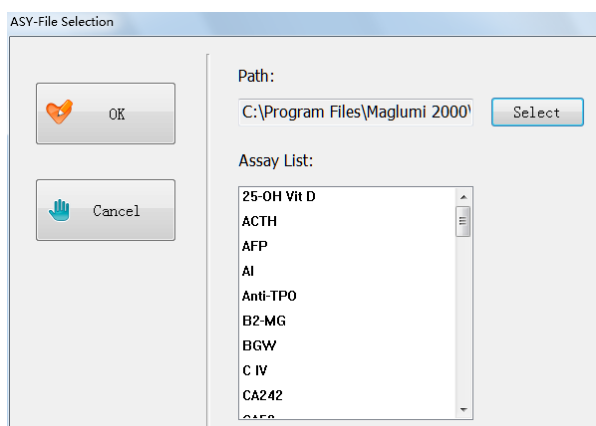 ASY-File Selection
OK
Cancel
Path:
C:\Program Files\Maglumi 2000\
Select
Assay List:
25-OH Vit D
ACTH
AFP
AI
Anti-TPO
B2-MG
BGW
C IV
CA242